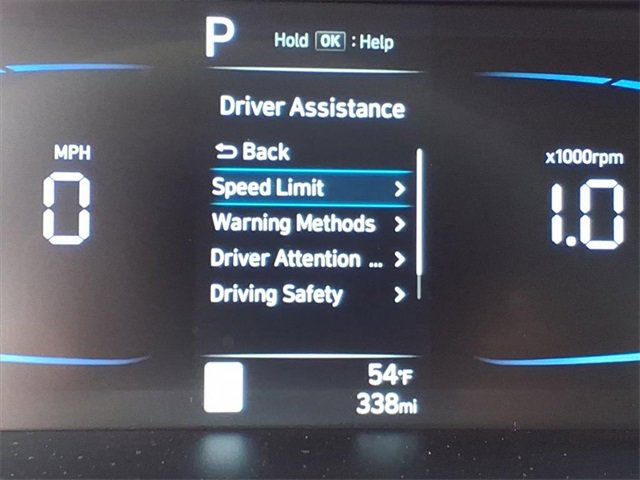 P
Hold OK : Help
Driver Assistance
Back
MPH
x1000rpm
0
1.0
Speed Limit
Warning Methods
Driver Attention ...
Driving Safety
54°F
338mi